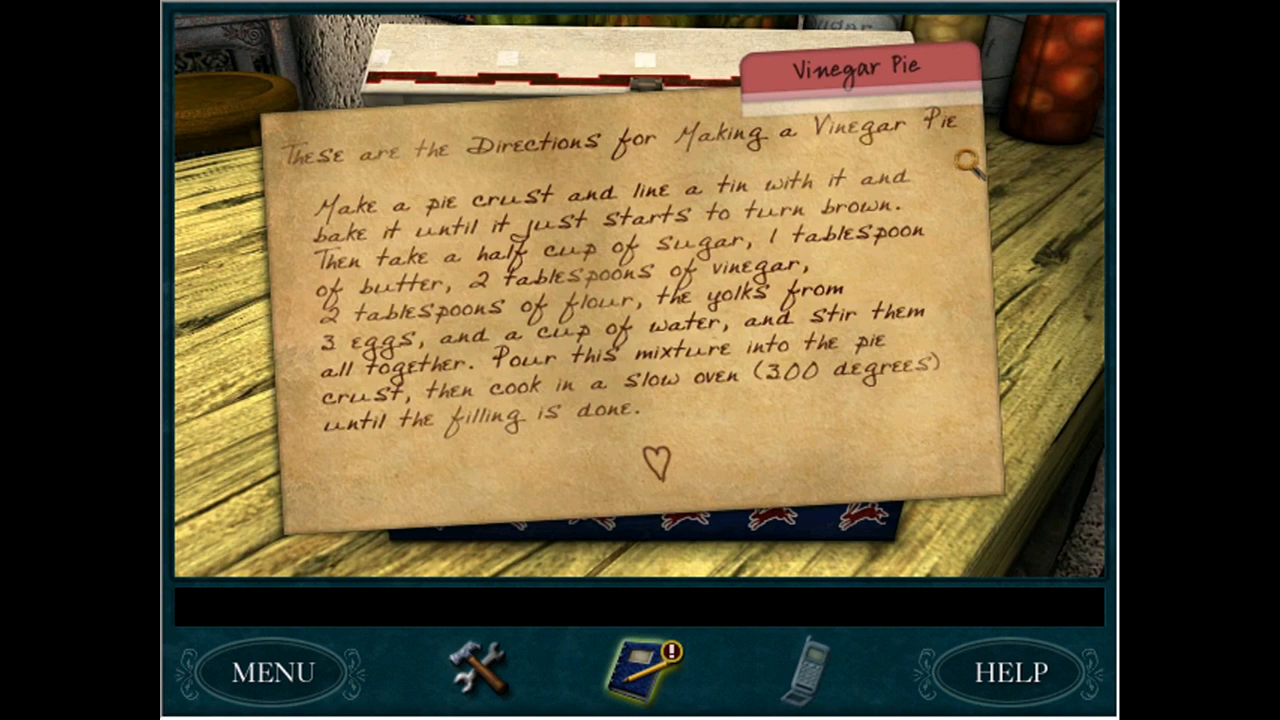 Sugar
Vinegar Pie
These are the Directions for Making a Vinegar Pie
Make a pie crust and line a tin with it and
bake it until it just starts to turn brown.
Then take a half cup of sugar, 1 tablespoon
of butter, 2 tablespoons of vinegar,
2 tablespoons of flour, the yolks from
3 eggs, and a cup of water, and stir them
all together. Pour this mixture into the pie
crust, then cook in a slow oven (300 degrees)
until the filling is done.
MENU
HELP